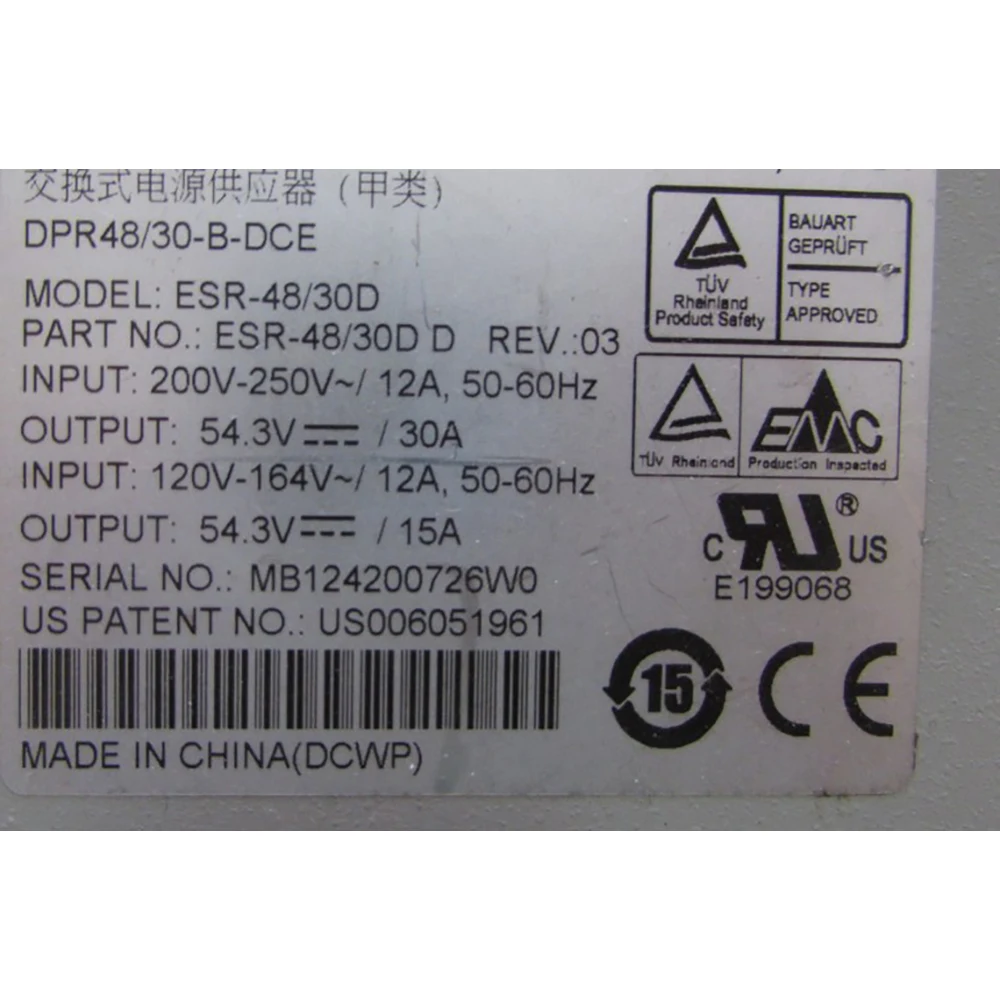 交换式电源供应器 (甲类)
DPR48/30-B-DCE
MODEL: ESR-48/30D
PART NO.: ESR-48/30D D REV.:03
INPUT: 200V-250V~/ 12A, 50-60Hz
OUTPUT: 54.3V⎓ / 30A
INPUT: 120V-164V~/ 12A, 50-60Hz
OUTPUT: 54.3V⎓ / 15A
SERIAL NO.: MB124200726W0
US PATENT NO.: US006051961
MADE IN CHINA(DCWP)
TÜV
Rheinland
Product Safety
BAUART
GEPRÜFT
TYPE
APPROVED
TÜV Rheinland
EMC
Production Inspected
C RU ® US
E199068
15
CE